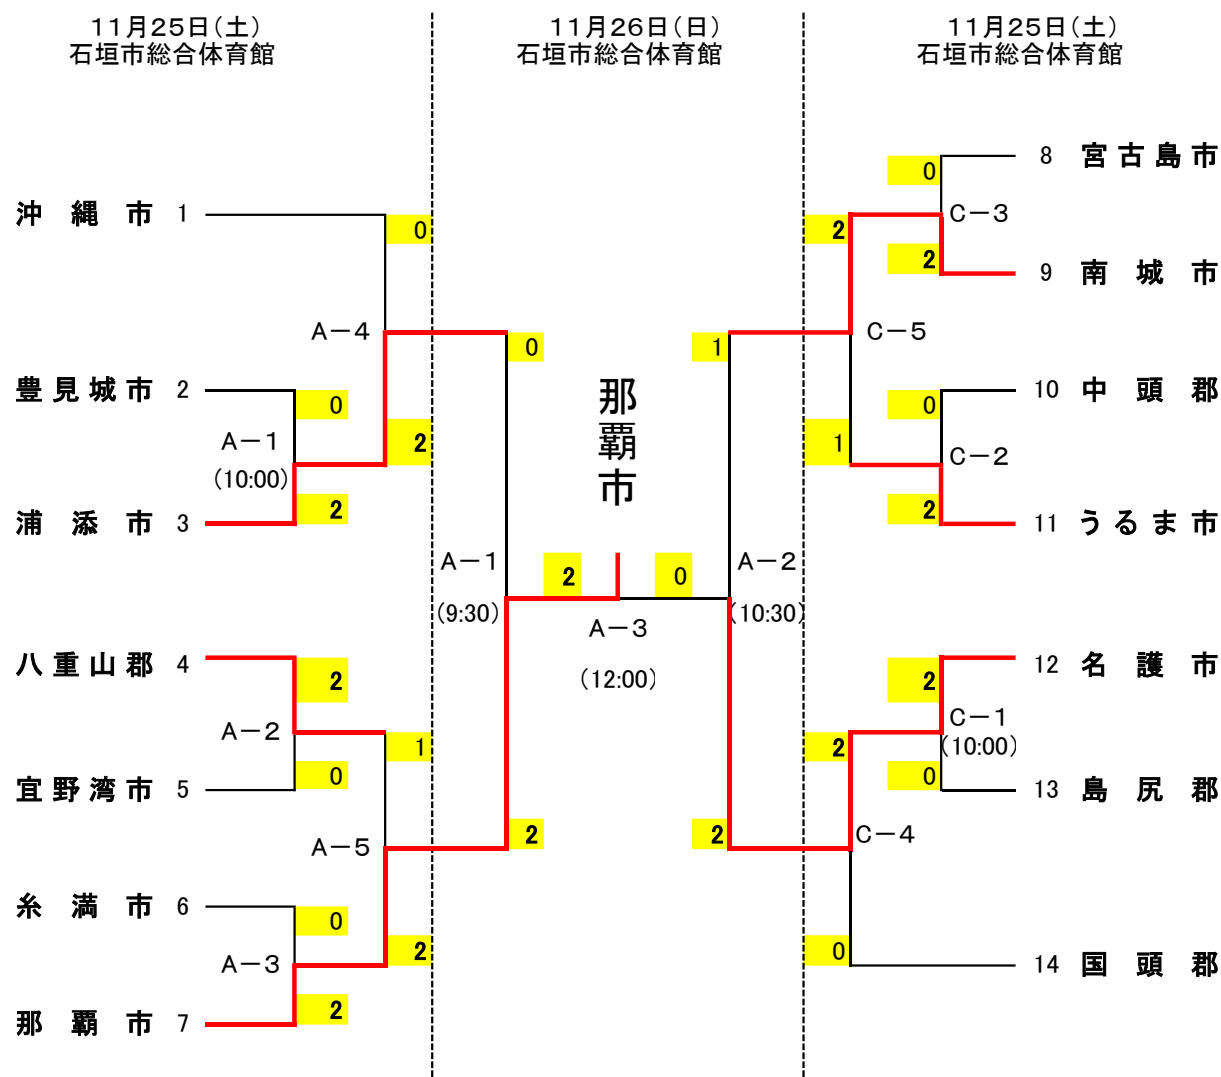 11月25日(土)
石垣市総合体育館
11月26日(日)
石垣市総合体育館
11月25日(土)
石垣市総合体育館
沖縄市 1
0
A-4
豊見城市 2
0
A-1
(10:00)
2
浦添市 3
2
八重山郡 4
2
A-2
1
宜野湾市 5
0
A-5
糸満市 6
0
A-3
2
那覇市 7
2
0
A-1
(9:30)
2
那覇市
2
0
A-3
(12:00)
1
A-2
(10:30)
2
0
8 宮古島市
2
C-3
2
9 南城市
C-5
0
10 中頭郡
1
C-2
2
11 うるま市
2
12 名護市
C-1
(10:00)
2
0
13 島尻郡
C-4
0
14 国頭郡